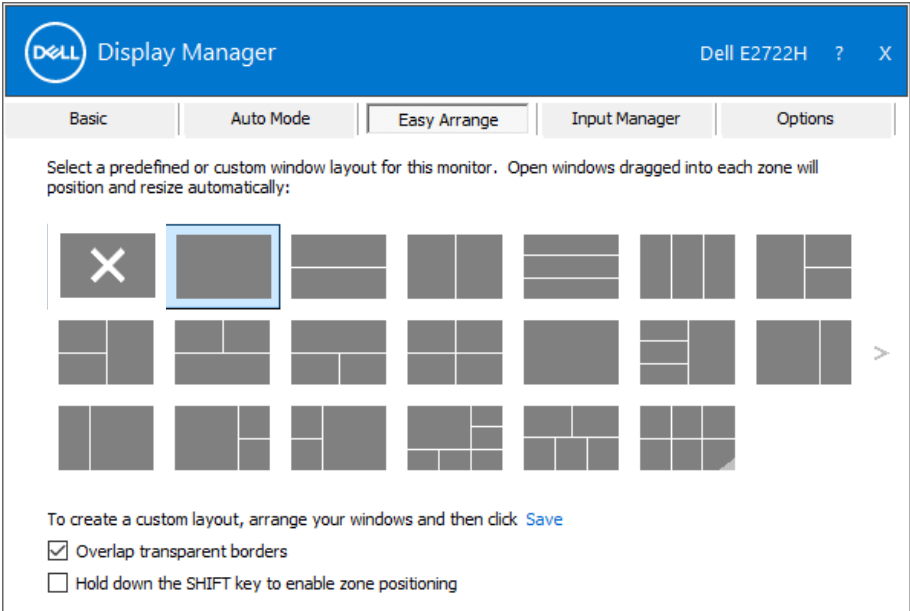 DELL Display Manager Dell E2722H ? X
Basic Auto Mode Easy Arrange Input Manager Options
Select a predefined or custom window layout for this monitor. Open windows dragged into each zone will
position and resize automatically:
>
To create a custom layout, arrange your windows and then click Save
Overlap transparent borders
Hold down the SHIFT key to enable zone positioning